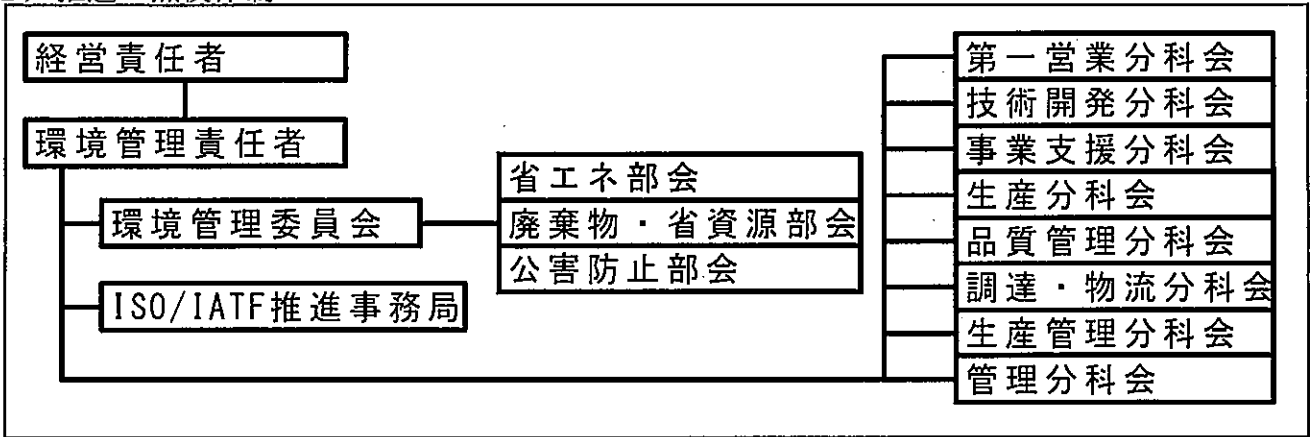 経営責任者
環境管理責任者
環境管理委員会
ISO/IATF推進事務局
省エネ部会
廃棄物・省資源部会
公害防止部会
第一営業分科会
技術開発分科会
事業支援分科会
生産分科会
品質管理分科会
調達・物流分科会
生産管理分科会
管理分科会